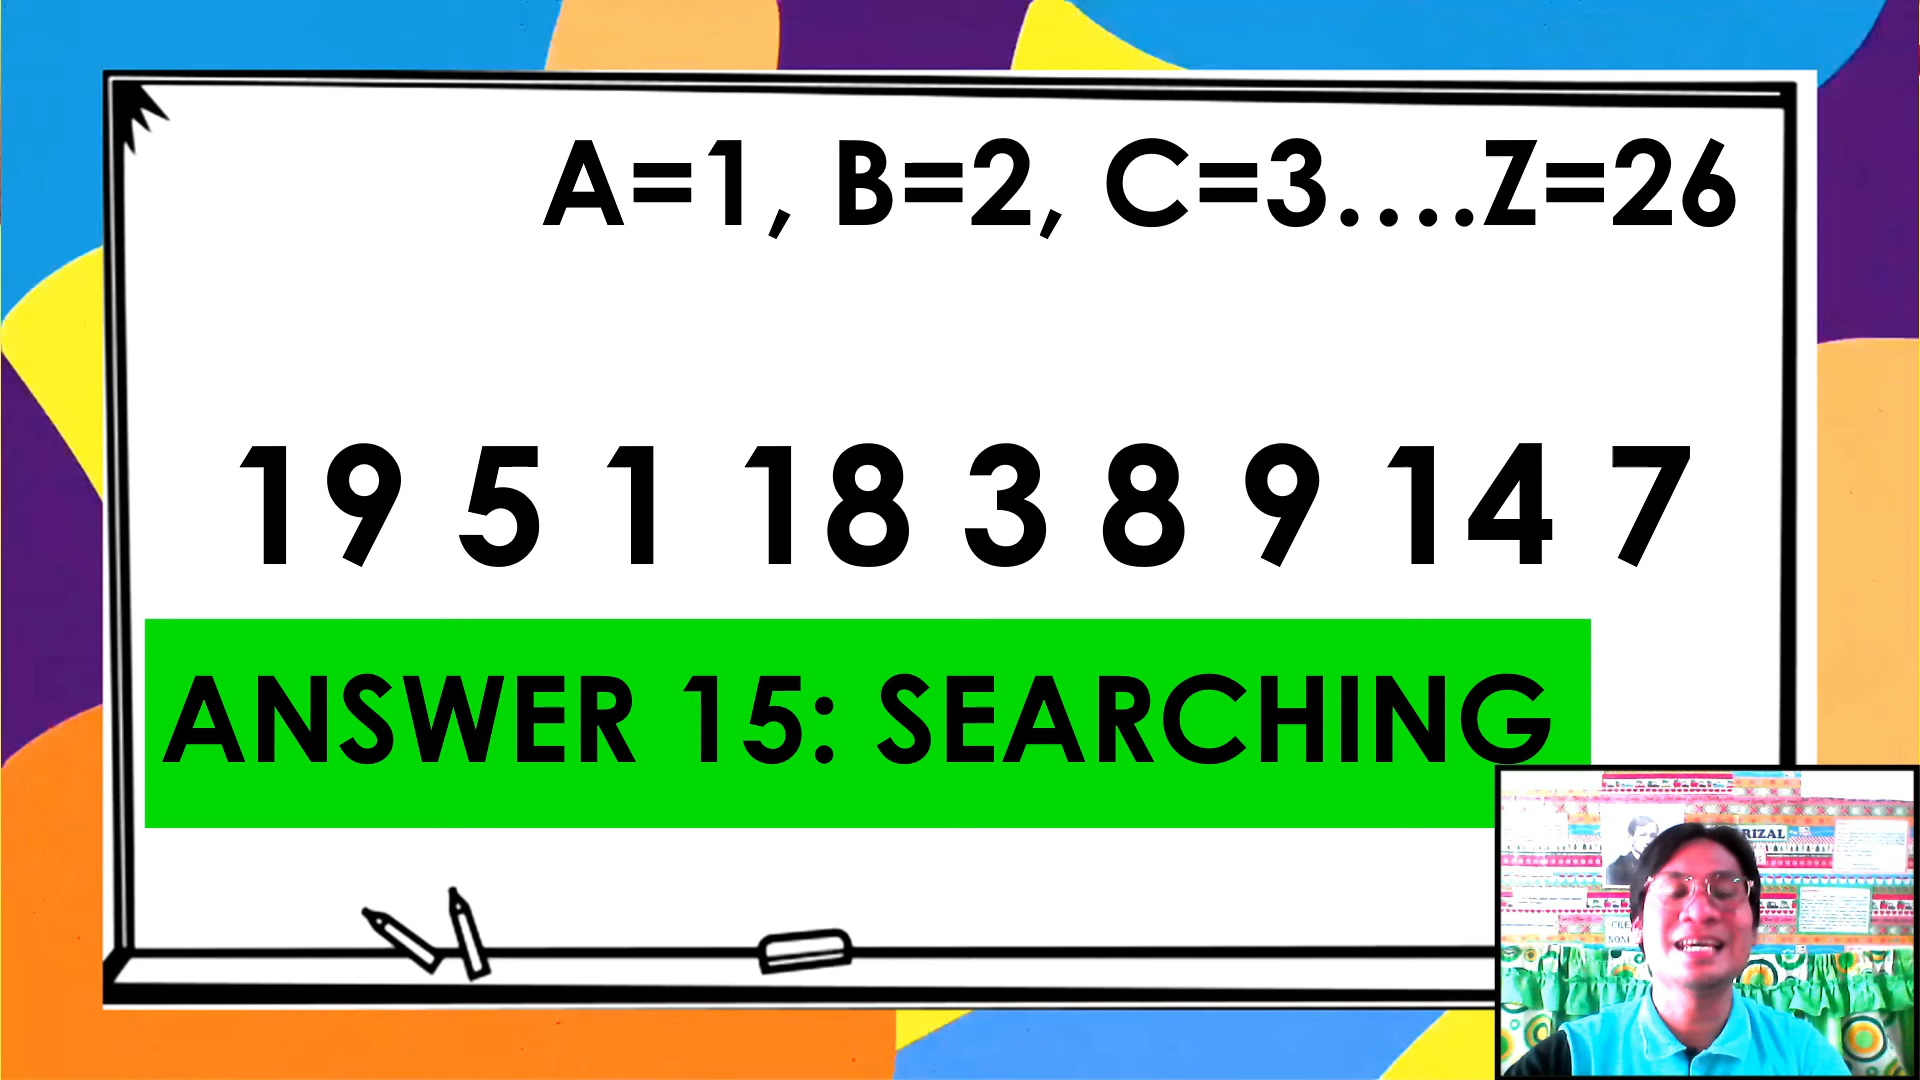 A=1, B=2, C=3....Z=26
19 5 1 18 3 8 9 14 7
ANSWER 15: SEARCHING
RIZAL